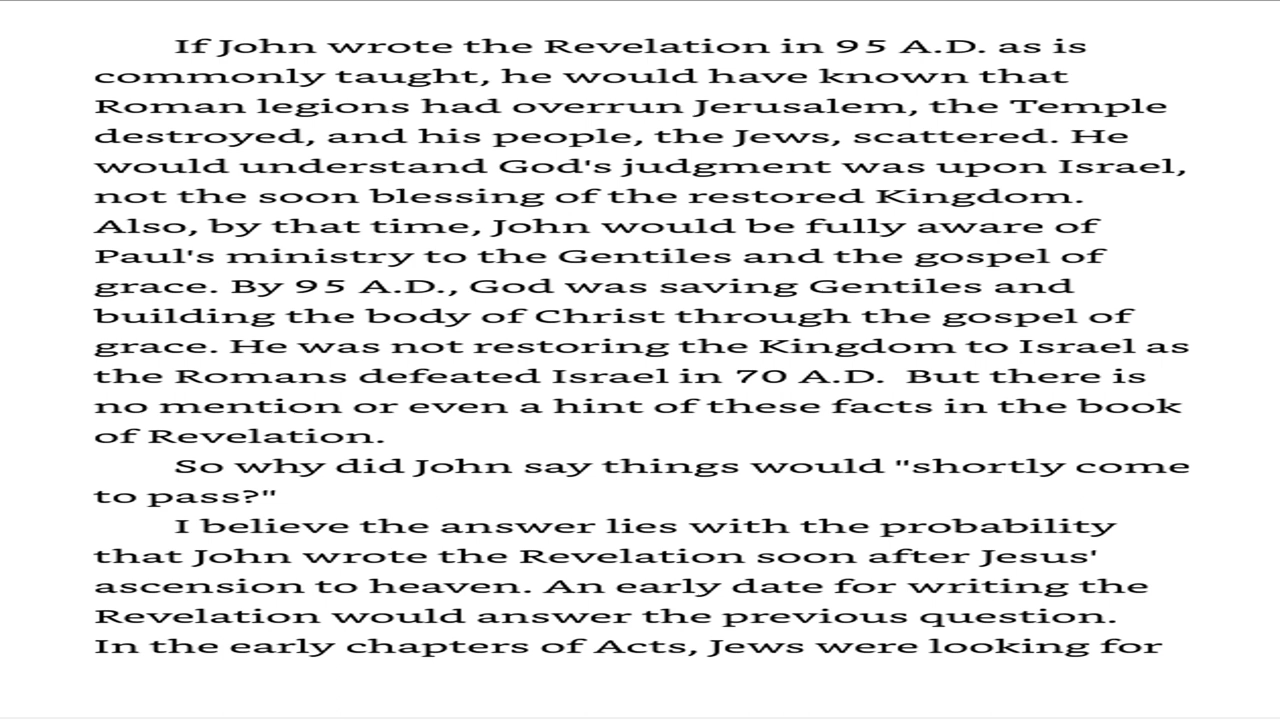 If John wrote the Revelation in 95 A.D. as is
commonly taught, he would have known that
Roman legions had overrun Jerusalem, the Temple
destroyed, and his people, the Jews, scattered. He
would understand God's judgment was upon Israel,
not the soon blessing of the restored Kingdom.
Also, by that time, John would be fully aware of
Paul's ministry to the Gentiles and the gospel of
grace. By 95 A.D., God was saving Gentiles and
building the body of Christ through the gospel of
grace. He was not restoring the Kingdom to Israel as
the Romans defeated Israel in 70 A.D.  But there is
no mention or even a hint of these facts in the book
of Revelation.
So why did John say things would "shortly come
to pass?"
I believe the answer lies with the probability
that John wrote the Revelation soon after Jesus'
ascension to heaven. An early date for writing the
Revelation would answer the previous question.
In the early chapters of Acts, Jews were looking for